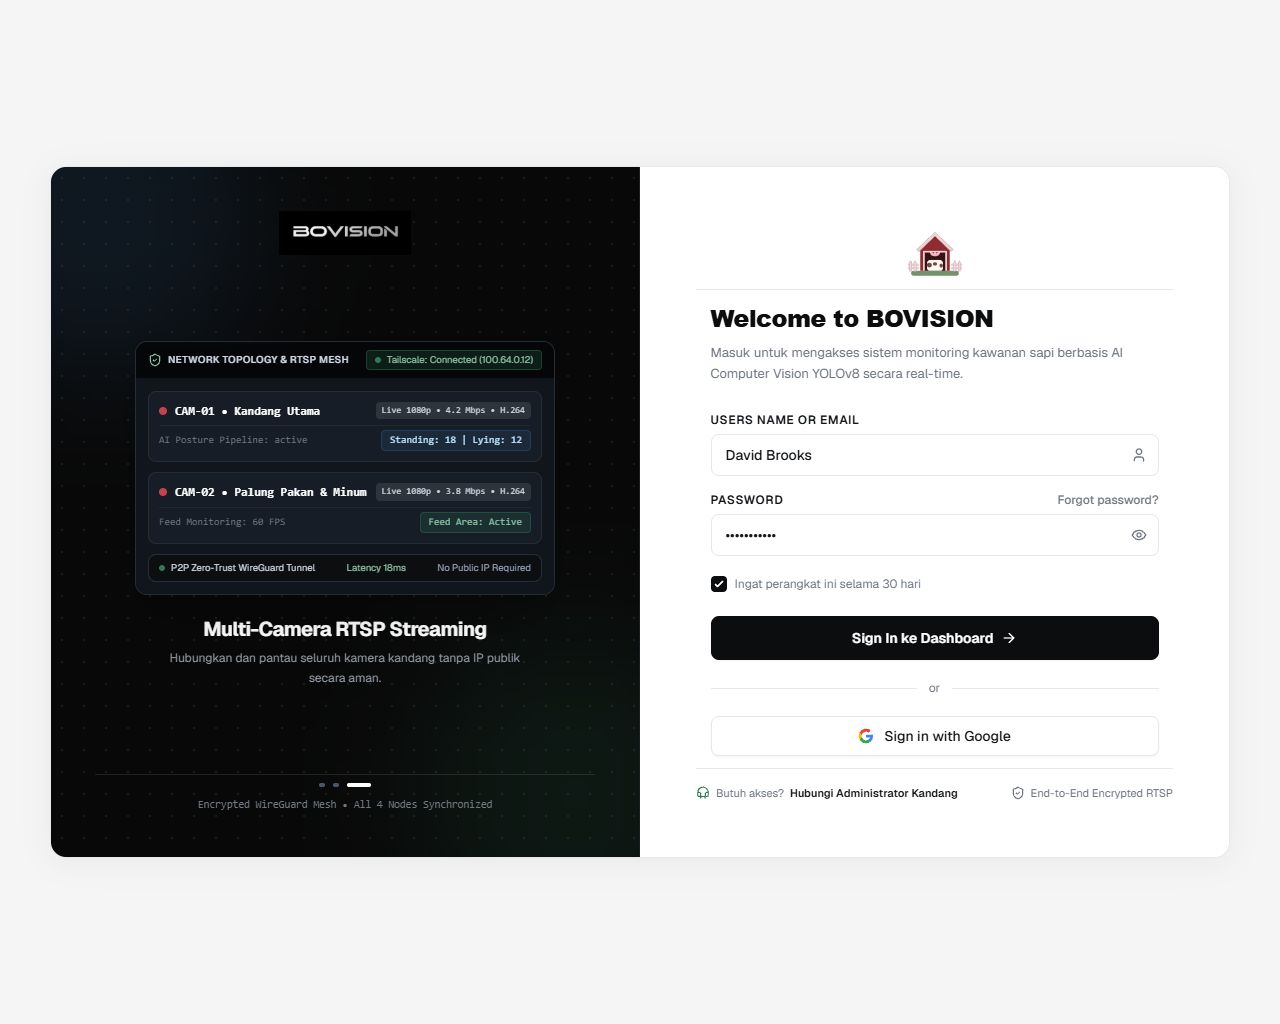 BOVISION
NETWORK TOPOLOGY & RTSP MESH
Tailscale: Connected (100.64.0.12)
CAM-01 • Kandang Utama
Live 1080p • 4.2 Mbps • H.264
AI Posture Pipeline: active
Standing: 18 | Lying: 12
CAM-02 • Palung Pakan & Minum
Live 1080p • 3.8 Mbps • H.264
Feed Monitoring: 60 FPS
Feed Area: Active
P2P Zero-Trust WireGuard Tunnel
Latency 18ms
No Public IP Required
Multi-Camera RTSP Streaming
Hubungkan dan pantau seluruh kamera kandang tanpa IP publik
secara aman.
Encrypted WireGuard Mesh • All 4 Nodes Synchronized
Welcome to BOVISION
Masuk untuk mengakses sistem monitoring kawanan sapi berbasis AI
Computer Vision YOLOv8 secara real-time.
USERS NAME OR EMAIL
David Brooks
PASSWORD
Forgot password?
•••••••••••
Ingat perangkat ini selama 30 hari
Sign In ke Dashboard →
or
Sign in with Google
Butuh akses? Hubungi Administrator Kandang
End-to-End Encrypted RTSP